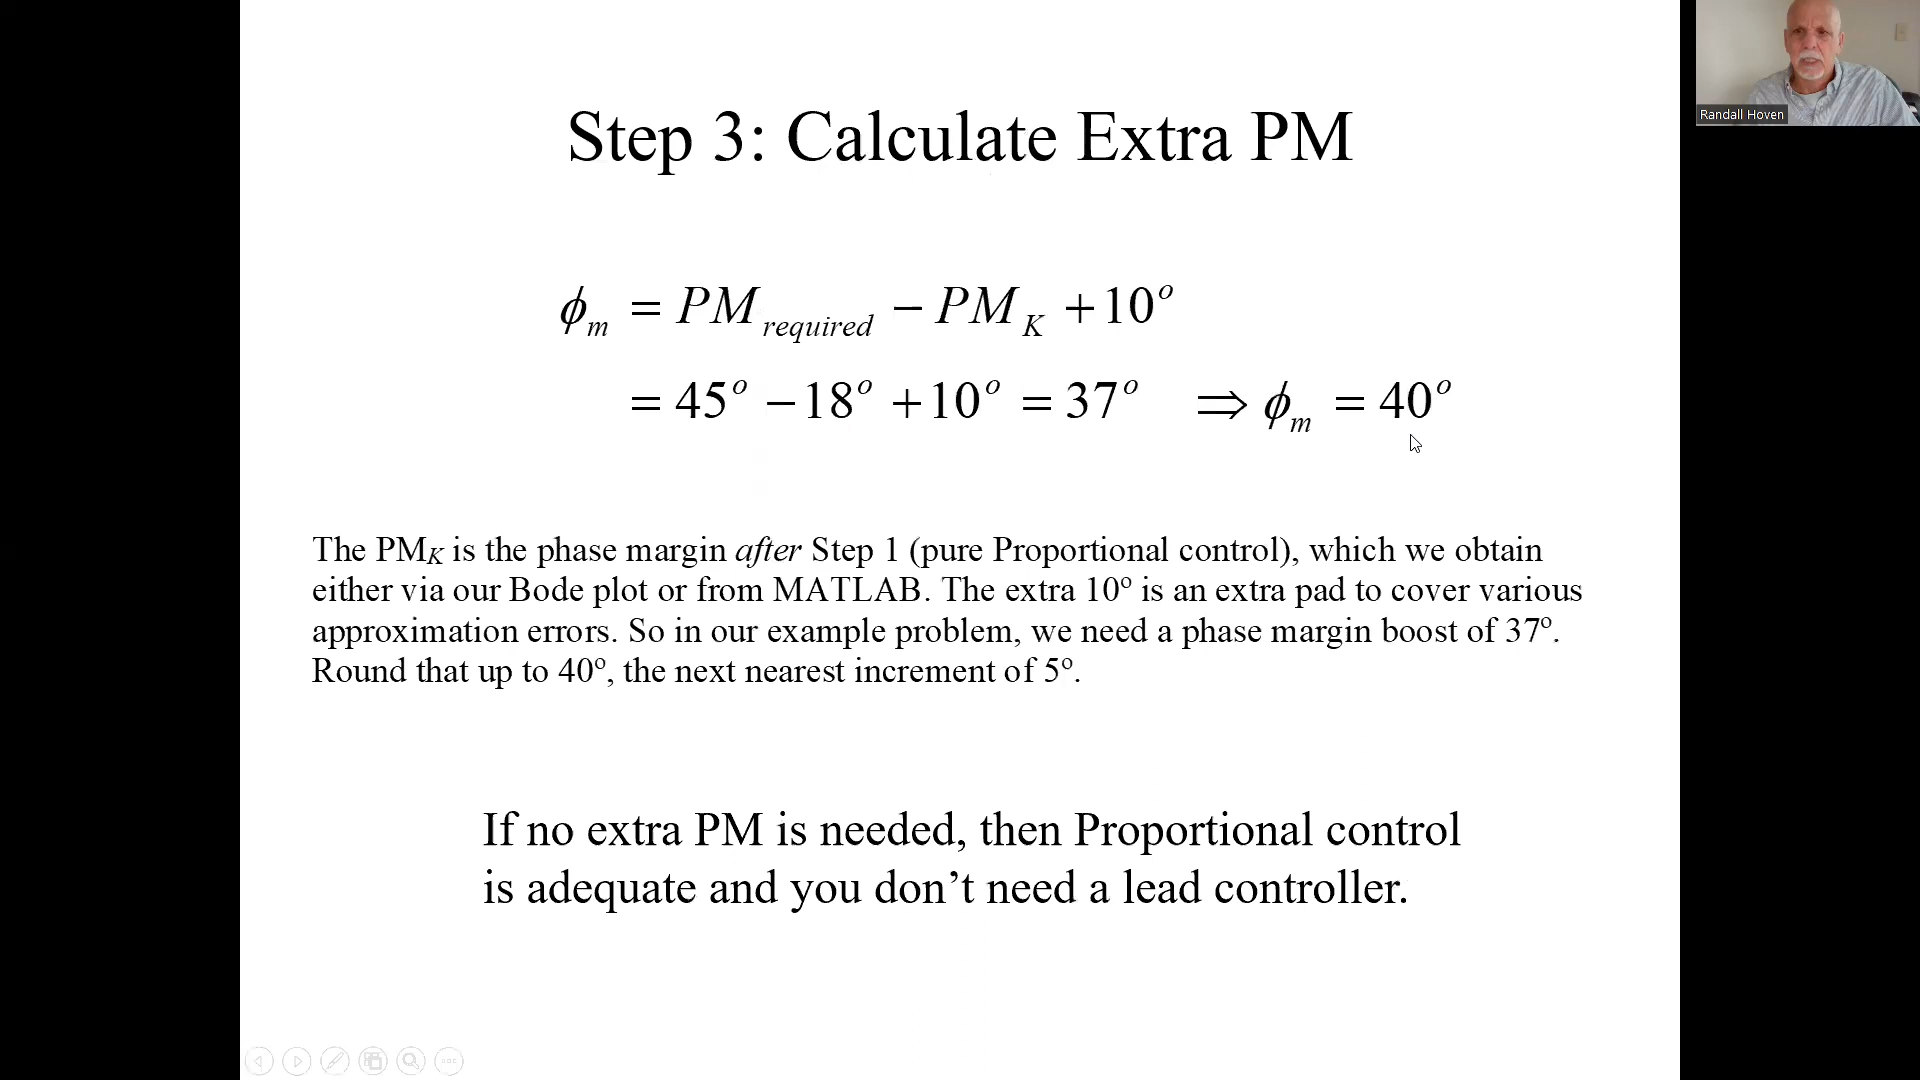 Randall Hoven
Step 3: Calculate Extra PM
ϕm = PM required − PM K + 10°
= 45° − 18° + 10° = 37° ⇒ ϕm = 40°
The PMK is the phase margin after Step 1 (pure Proportional control), which we obtain
either via our Bode plot or from MATLAB. The extra 10° is an extra pad to cover various
approximation errors. So in our example problem, we need a phase margin boost of 37°.
Round that up to 40°, the next nearest increment of 5°.
If no extra PM is needed, then Proportional control
is adequate and you don’t need a lead controller.